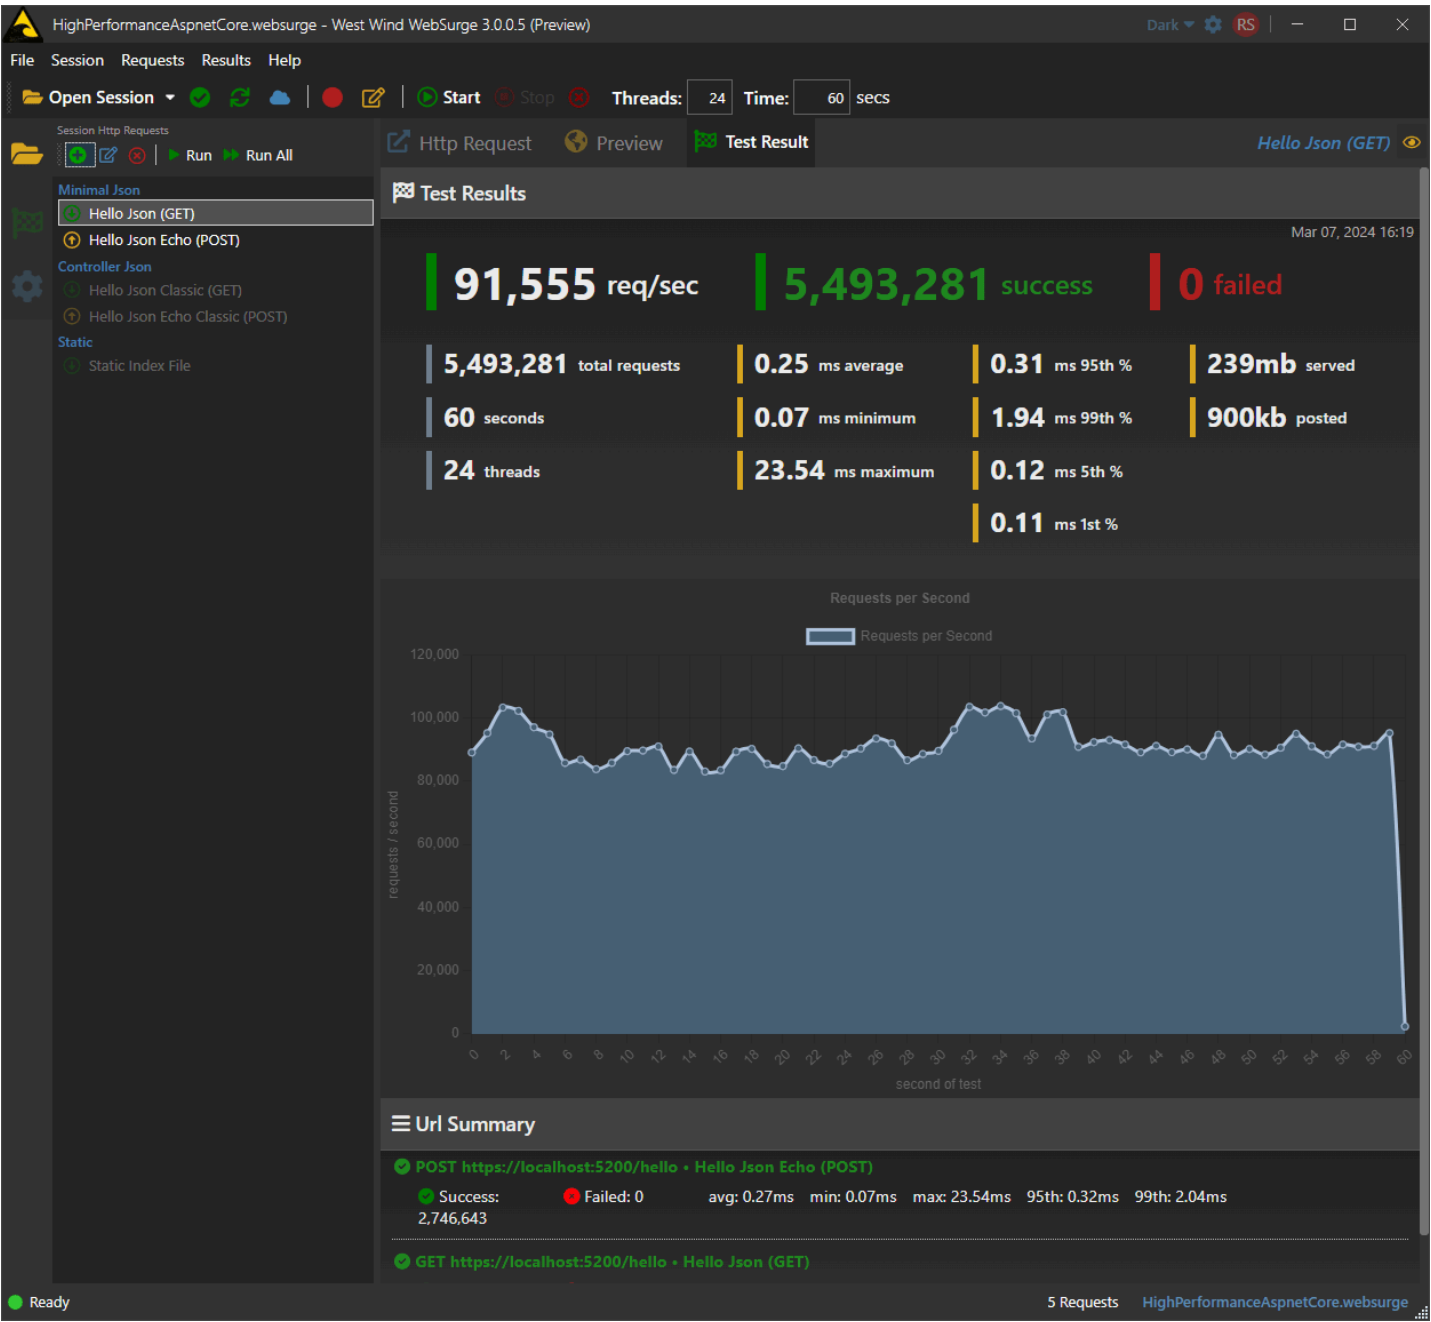 HighPerformanceAspnetCore.websurge - West Wind WebSurge 3.0.0.5 (Preview)
Dark
RS
File Session Requests Results Help
Open Session Start Stop Threads: 24 Time: 60 secs
Session Http Requests
Run Run All
Minimal Json
Hello Json (GET)
Hello Json Echo (POST)
Controller Json
Hello Json Classic (GET)
Hello Json Echo Classic (POST)
Static
Static Index File
Http Request Preview Test Result Hello Json (GET)
Test Results
Mar 07, 2024 16:19
91,555 req/sec 5,493,281 success 0 failed
5,493,281 total requests 0.25 ms average 0.31 ms 95th % 239mb served
60 seconds 0.07 ms minimum 1.94 ms 99th % 900kb posted
24 threads 23.54 ms maximum 0.12 ms 5th %
0.11 ms 1st %
Requests per Second
Requests per Second
120,000
100,000
80,000
60,000
40,000
20,000
0
requests / second
0 2 4 6 8 10 12 14 16 18 20 22 24 26 28 30 32 34 36 38 40 42 44 46 48 50 52 54 56 58 60
second of test
Url Summary
POST https://localhost:5200/hello • Hello Json Echo (POST)
Success: Failed: 0 avg: 0.27ms min: 0.07ms max: 23.54ms 95th: 0.32ms 99th: 2.04ms
2,746,643
GET https://localhost:5200/hello • Hello Json (GET)
Ready 5 Requests HighPerformanceAspnetCore.websurge